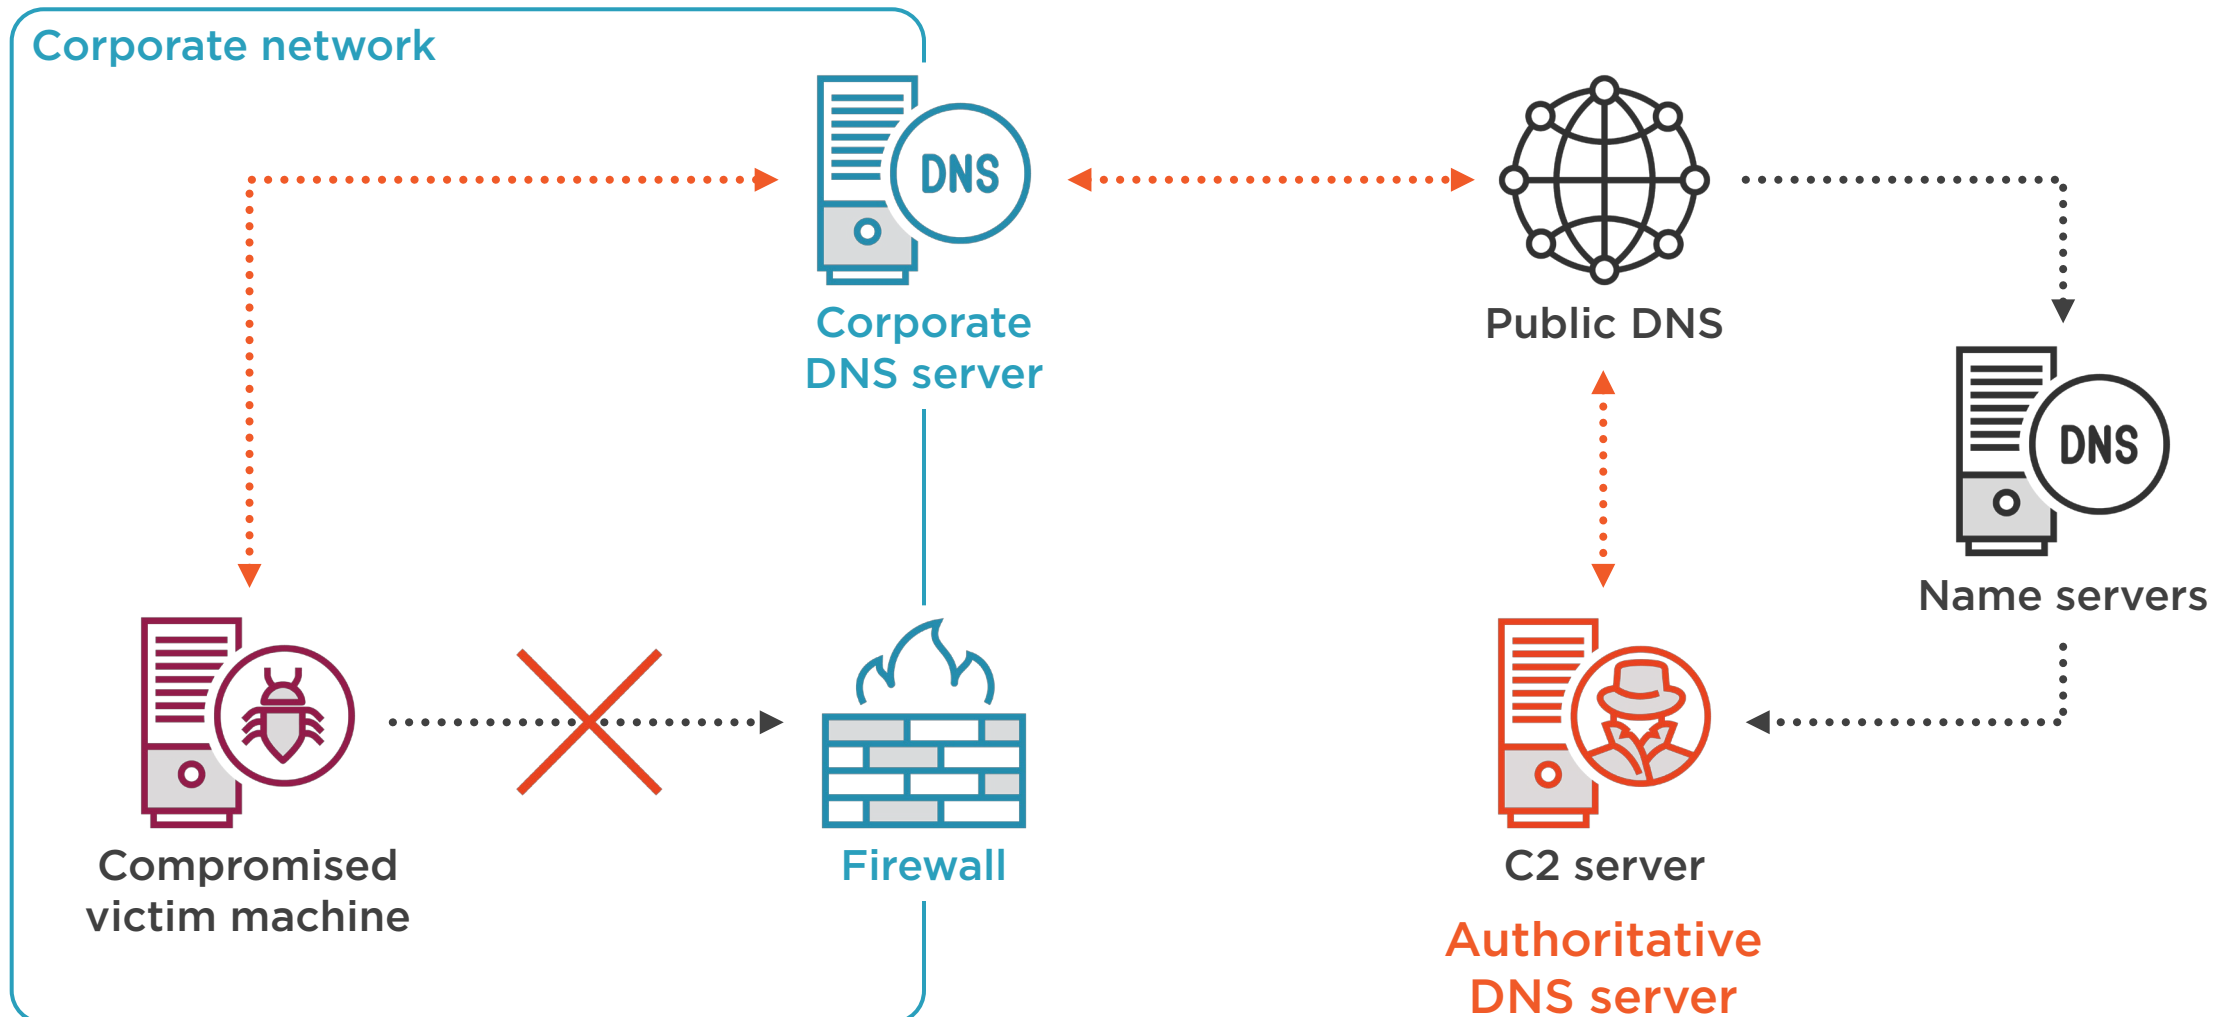 Corporate network
DNS
Corporate
DNS server
Public DNS
DNS
Name servers
Compromised
victim machine
Firewall
C2 server
Authoritative
DNS server